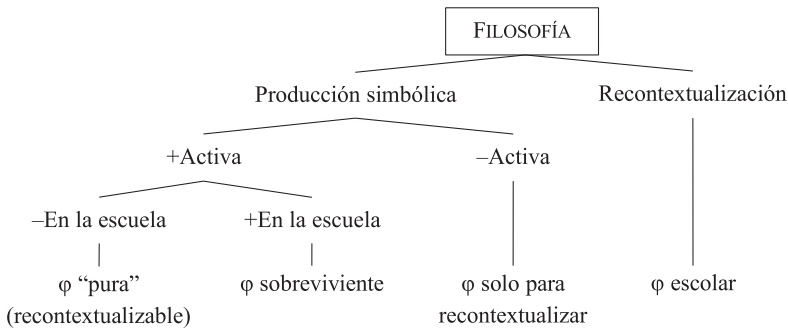 FILOSOFÍA
Producción simbólica
Recontextualización
+Activa
–Activa
–En la escuela
+En la escuela
φ “pura”
(recontextualizable)
φ sobreviviente
φ solo para
recontextualizar
φ escolar